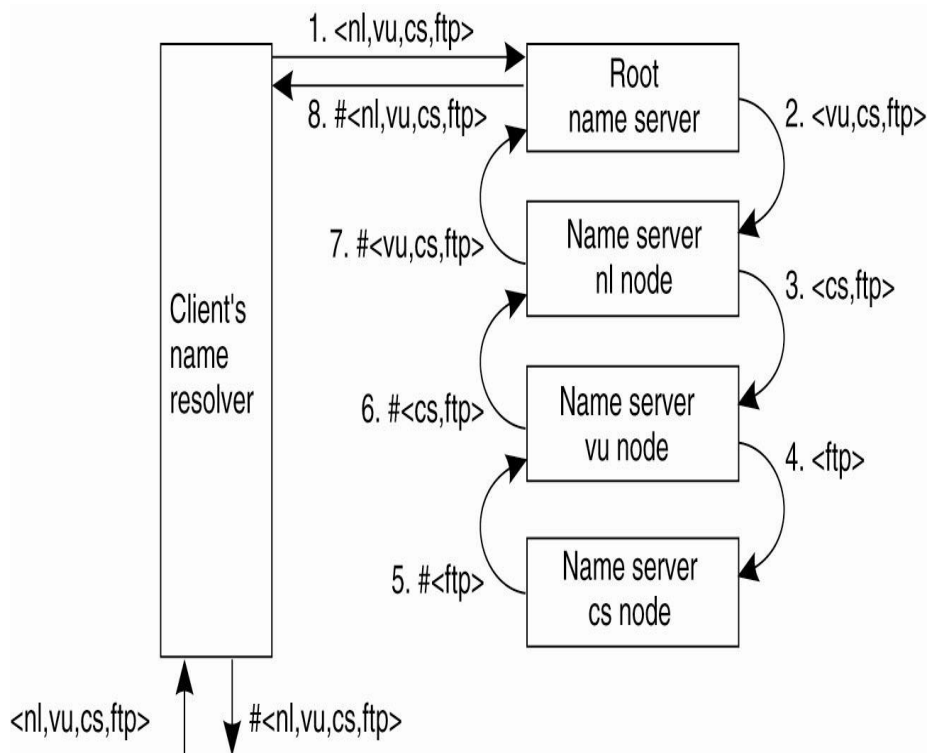 1. <nl,vu,cs,ftp>
8. #<nl,vu,cs,ftp>
Root
name server
2. <vu,cs,ftp>
7. #<vu,cs,ftp>
Name server
nl node
3. <cs,ftp>
Client's
name
resolver
6. #<cs,ftp>
Name server
vu node
4. <ftp>
5. #<ftp>
Name server
cs node
<nl,vu,cs,ftp>
#<nl,vu,cs,ftp>